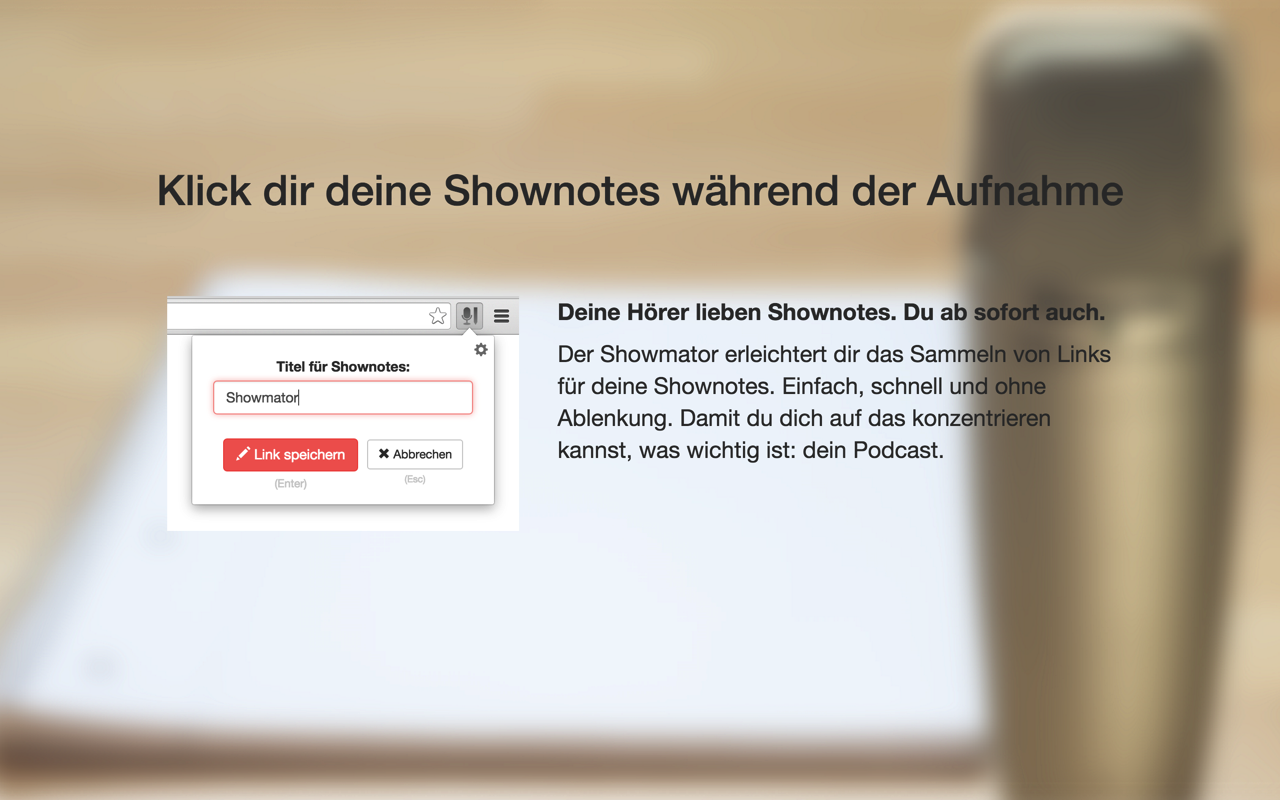 Klick dir deine Shownotes während der Aufnahme
Titel für Shownotes:
Showmator
Link speichern
Abbrechen
(Enter)
(Esc)
Deine Hörer lieben Shownotes. Du ab sofort auch.
Der Showmator erleichtert dir das Sammeln von Links
für deine Shownotes. Einfach, schnell und ohne
Ablenkung. Damit du dich auf das konzentrieren
kannst, was wichtig ist: dein Podcast.